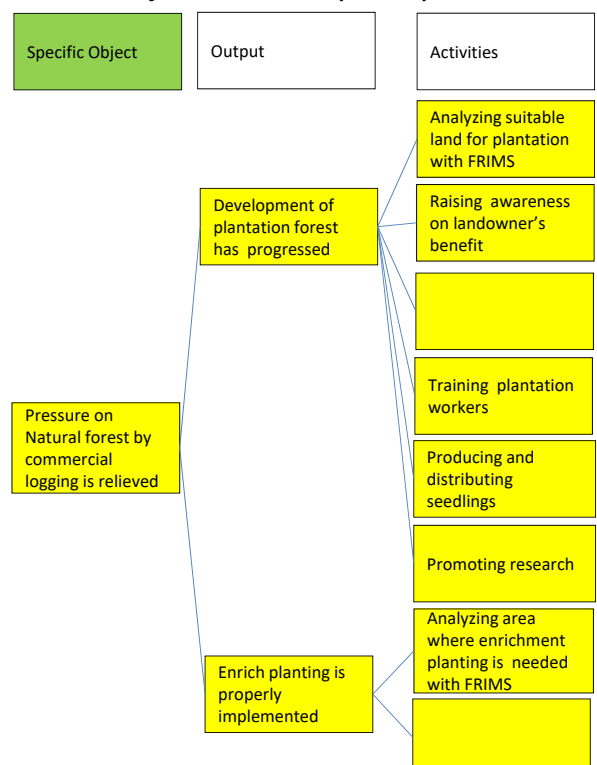 Specific Object
Output
Activities
Analyzing suitable
land for plantation
with FRIMS
Development of
plantation forest
has progressed
Raising awareness
on landowner's
benefit
Training plantation
workers
Pressure on
Natural forest by
commercial
logging is relieved
Producing and
distributing
seedlings
Promoting research
Analyzing area
where enrichment
planting is needed
with FRIMS
Enrich planting is
properly
implemented